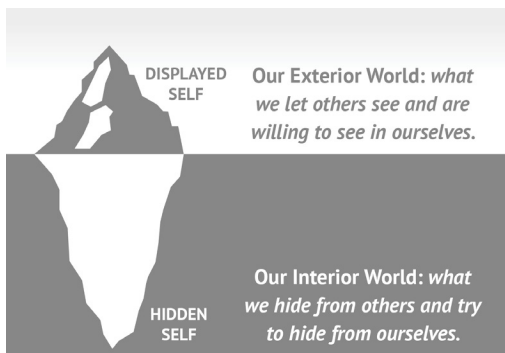 DISPLAYED
SELF
Our Exterior World: what
we let others see and are
willing to see in ourselves.
Our Interior World: what
we hide from others and try
to hide from ourselves.
HIDDEN
SELF